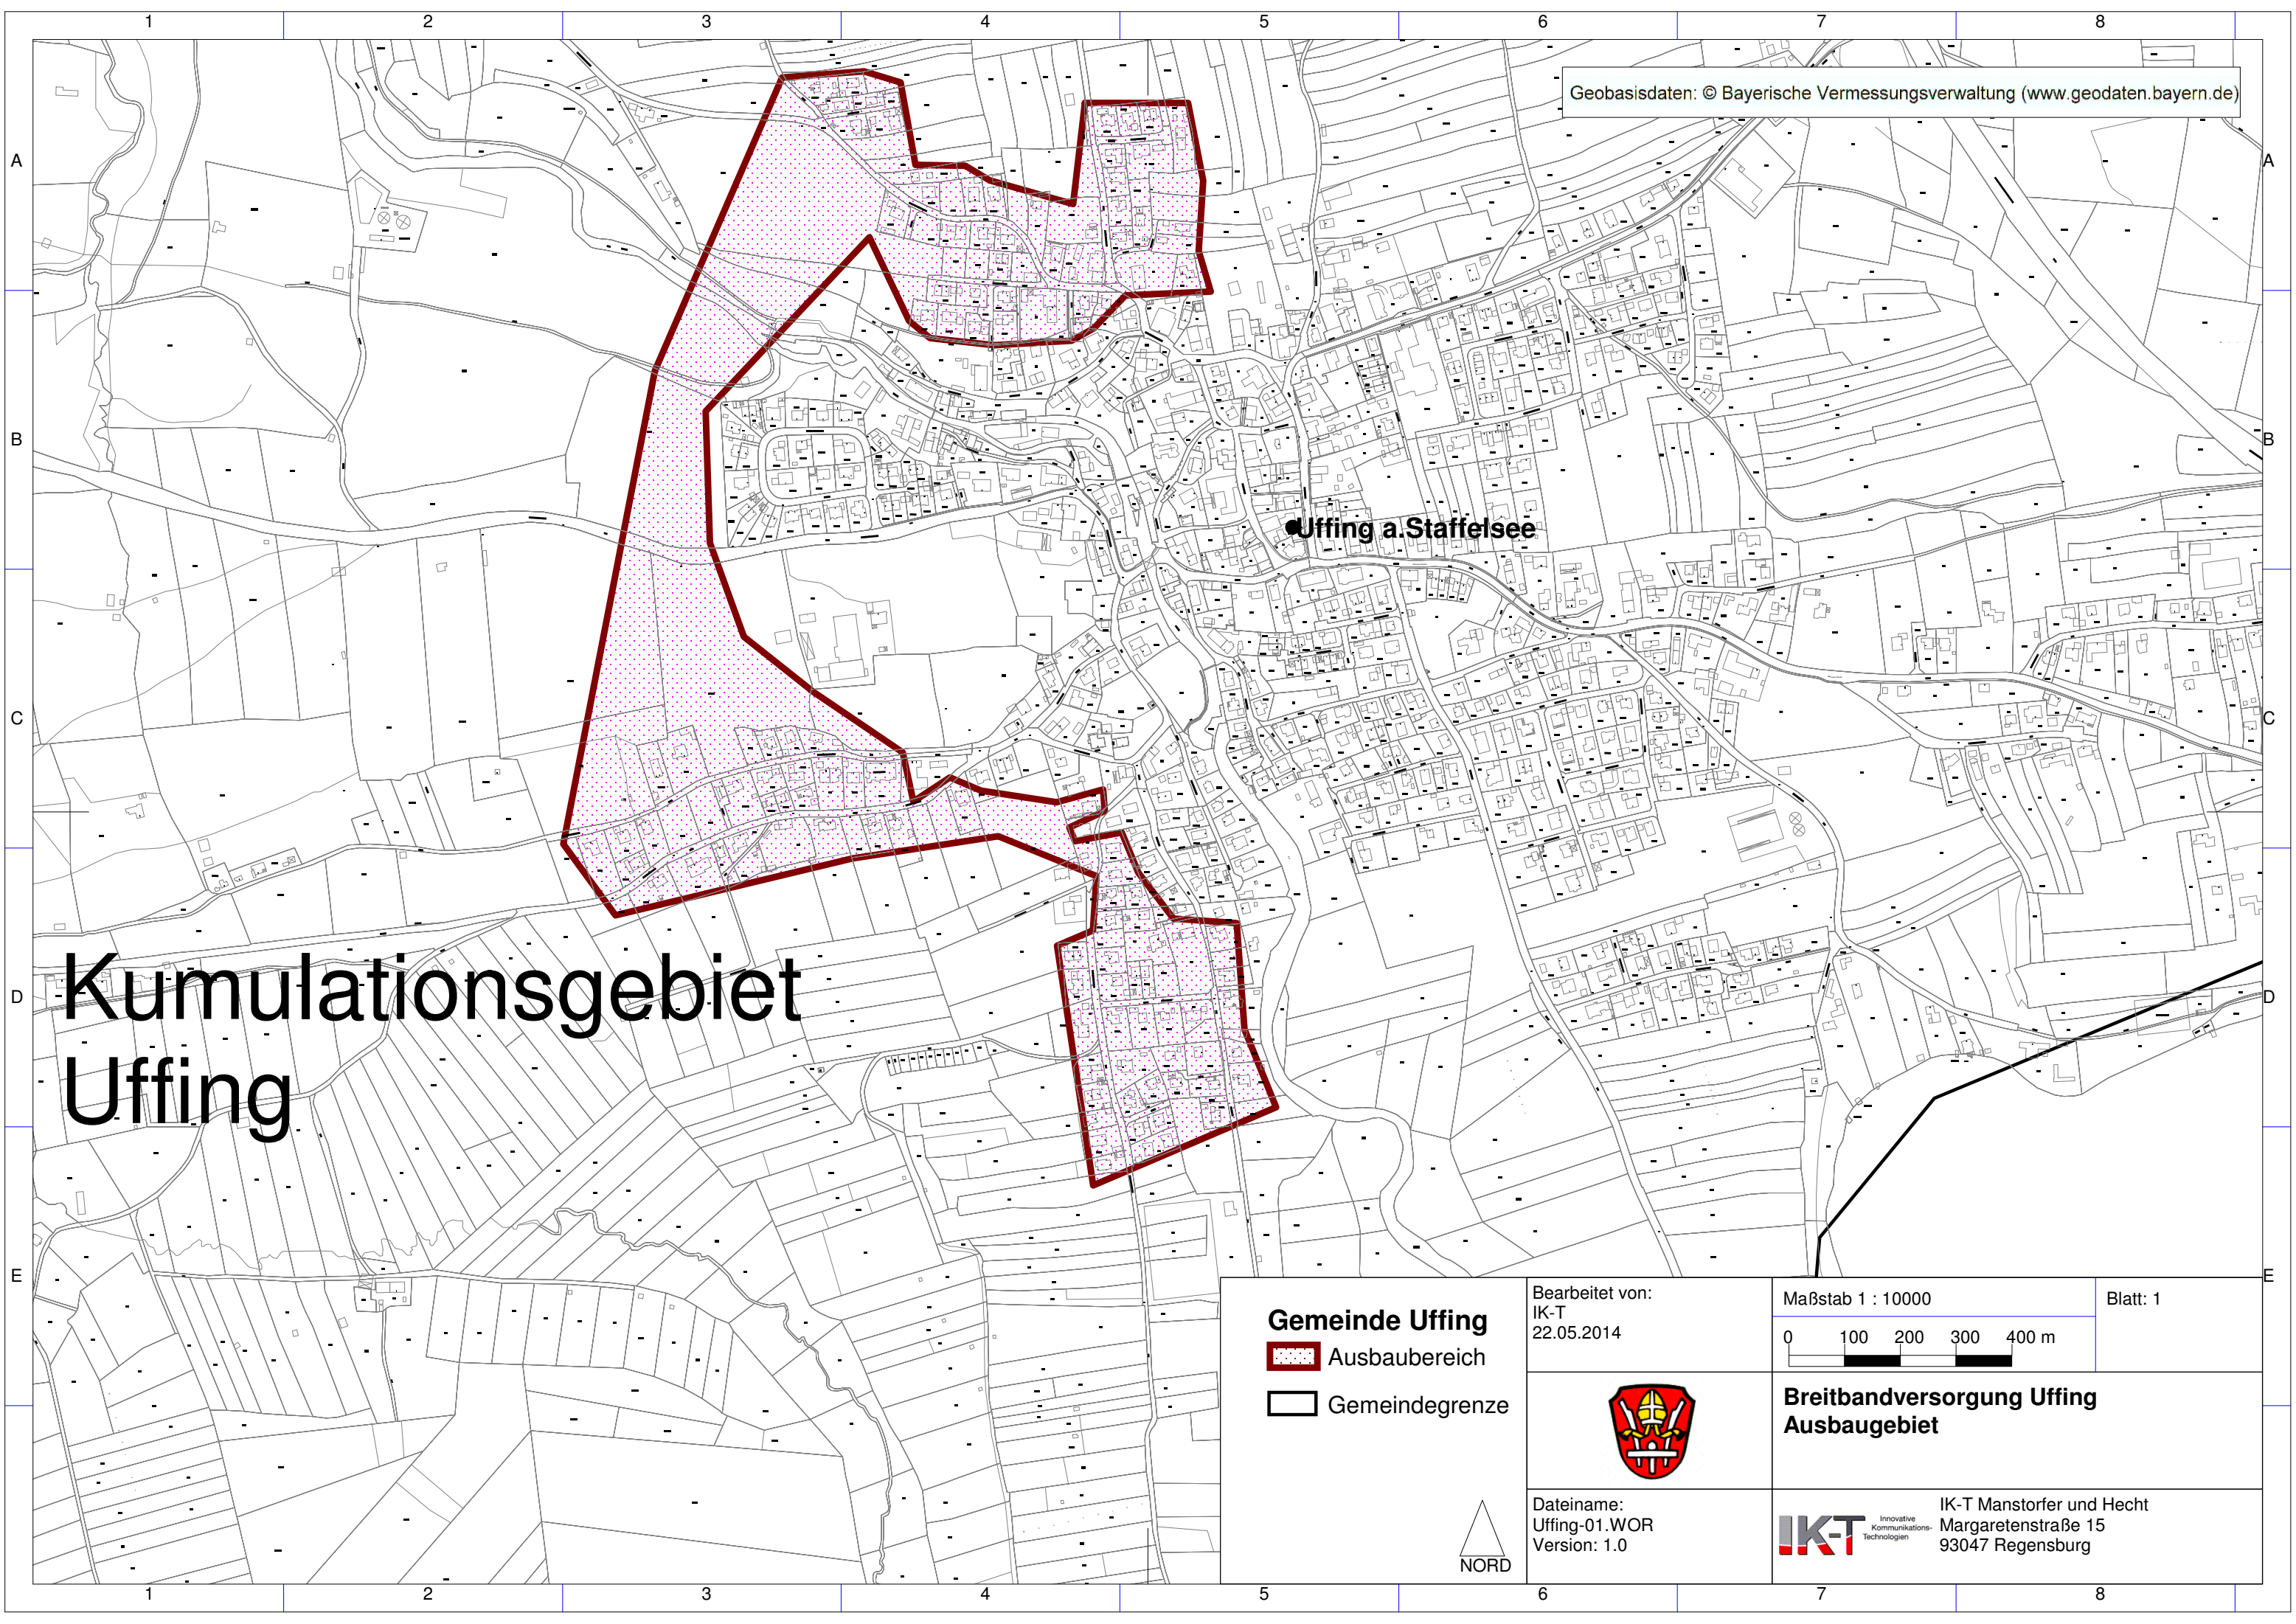 1 2 3 4 5 6 7 8
Geobasisdaten: © Bayerische Vermessungsverwaltung (www.geodaten.bayern.de)
A A
B B
Uffing a.Staffelsee
C C
Kumulationsgebiet
Uffing
D D
E E
Gemeinde Uffing
Ausbaubereich
Gemeindegrenze
NORD
Bearbeitet von:
IK-T
22.05.2014
Maßstab 1 : 10000
0 100 200 300 400 m
Blatt: 1
Breitbandversorgung Uffing
Ausbaugebiet
Dateiname:
Uffing-01.WOR
Version: 1.0
IK-T
Innovative
Kommunikations-
Technologien
IK-T Manstorfer und Hecht
Margaretenstraße 15
93047 Regensburg
1 2 3 4 5 6 7 8